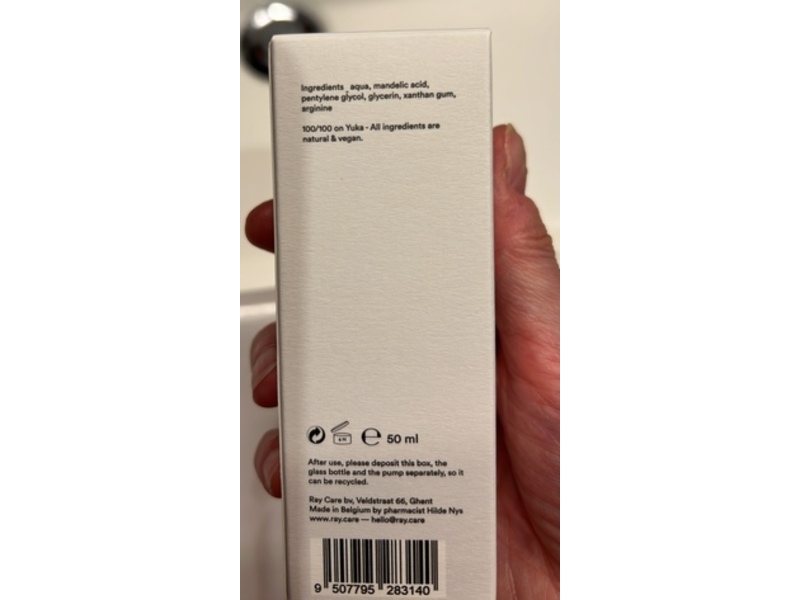 Ingredients aqua, mandelic acid,
pentylene glycol, glycerin, xanthan gum,
arginine
100/100 on Yuka - All ingredients are
natural & vegan.
e 50 ml
After use, please deposit this box, the
glass bottle and the pump separately, so it
can be recycled.
Ray Care bv, Veldstraat 66, Ghent
Made in Belgium by pharmacist Hilde Nys
www.ray.care — hello@ray.care
9 507795 283140